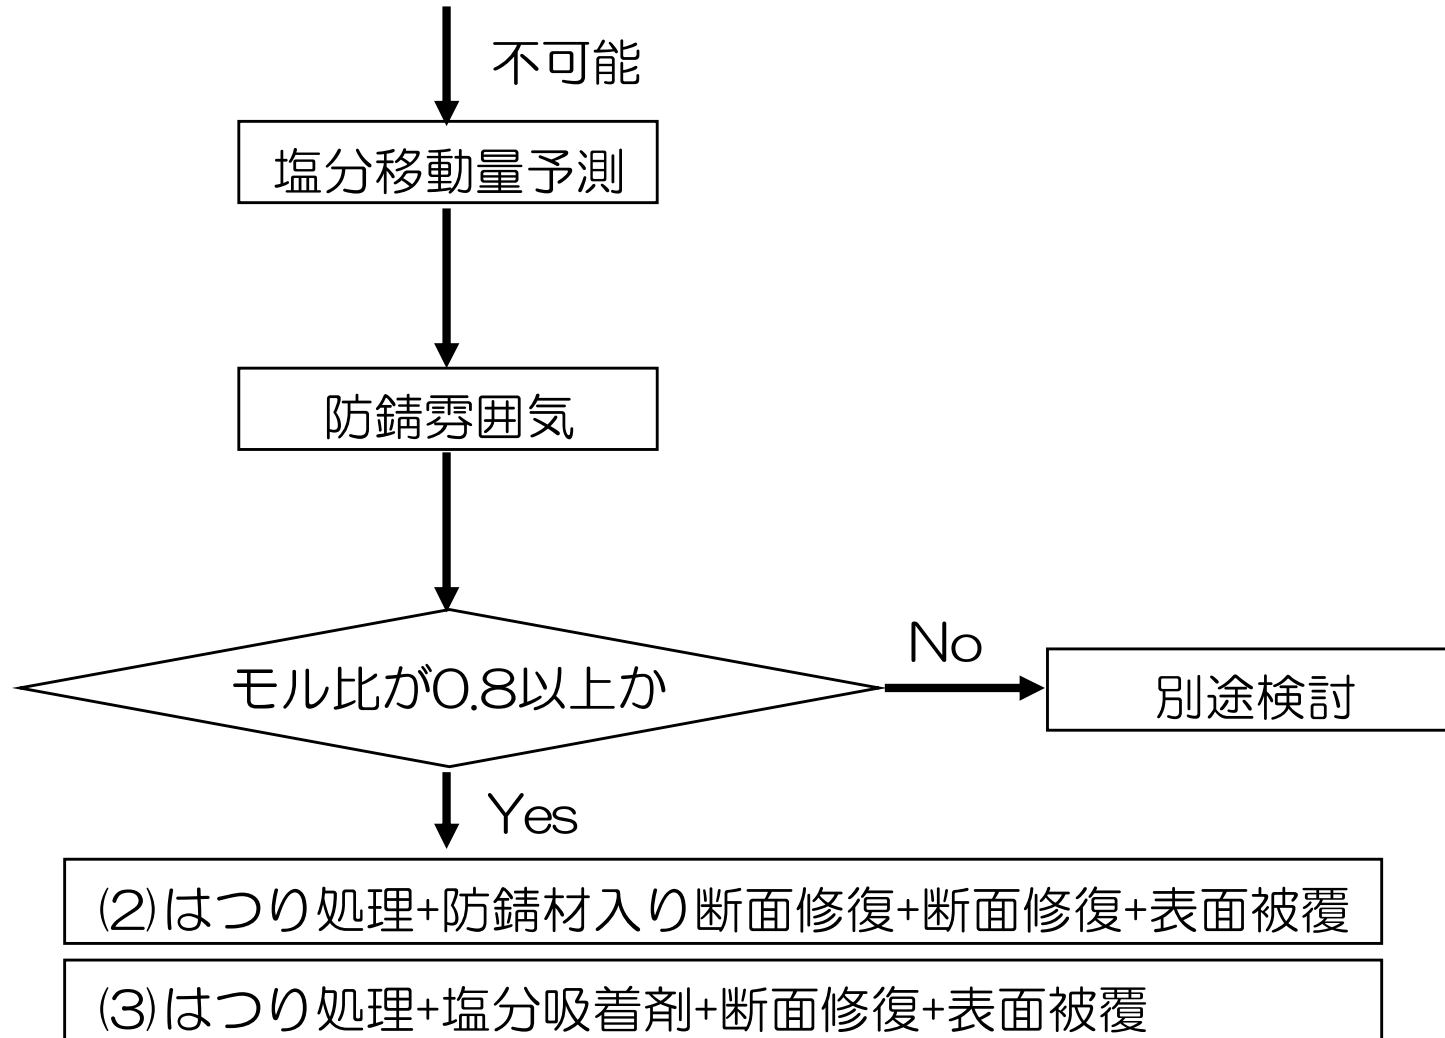 不可能
塩分移動量予測
防錆雰囲気
モル比が0.8以上か
No
別途検討
Yes
(2)はつり処理+防錆材入り断面修復+断面修復+表面被覆
(3)はつり処理+塩分吸着剤+断面修復+表面被覆